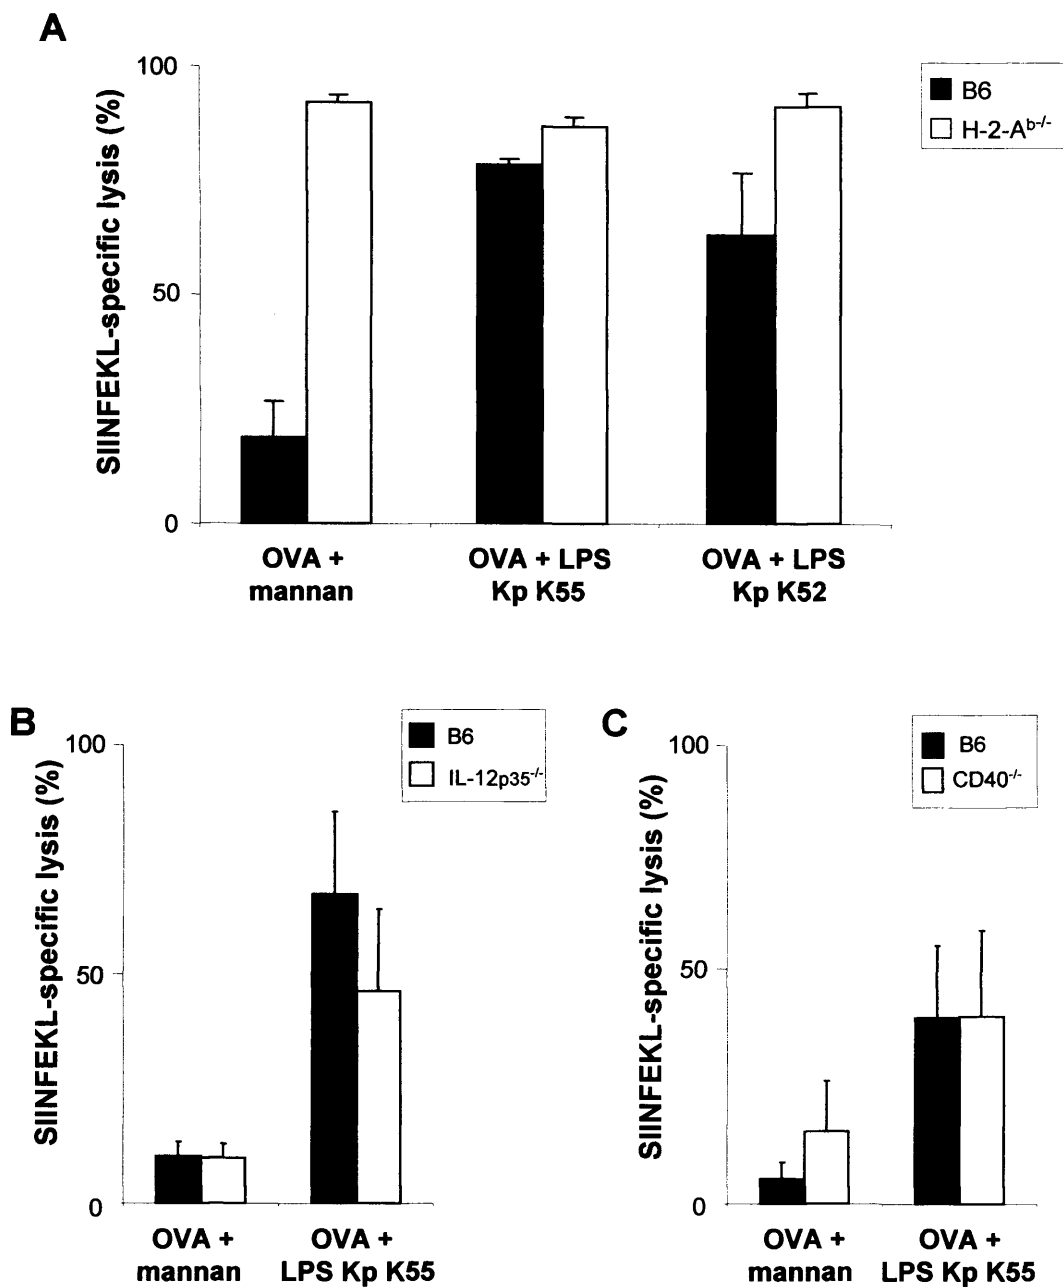 A
SIINFEKL-specific lysis (%)
100
50
0
B6
H-2-Aᵇ⁻/⁻
OVA + mannan
OVA + LPS Kp K55
OVA + LPS Kp K52
B
SIINFEKL-specific lysis (%)
100
50
0
B6
IL-12p35⁻/⁻
OVA + mannan
OVA + LPS Kp K55
C
SIINFEKL-specific lysis (%)
100
50
0
B6
CD40⁻/⁻
OVA + mannan
OVA + LPS Kp K55